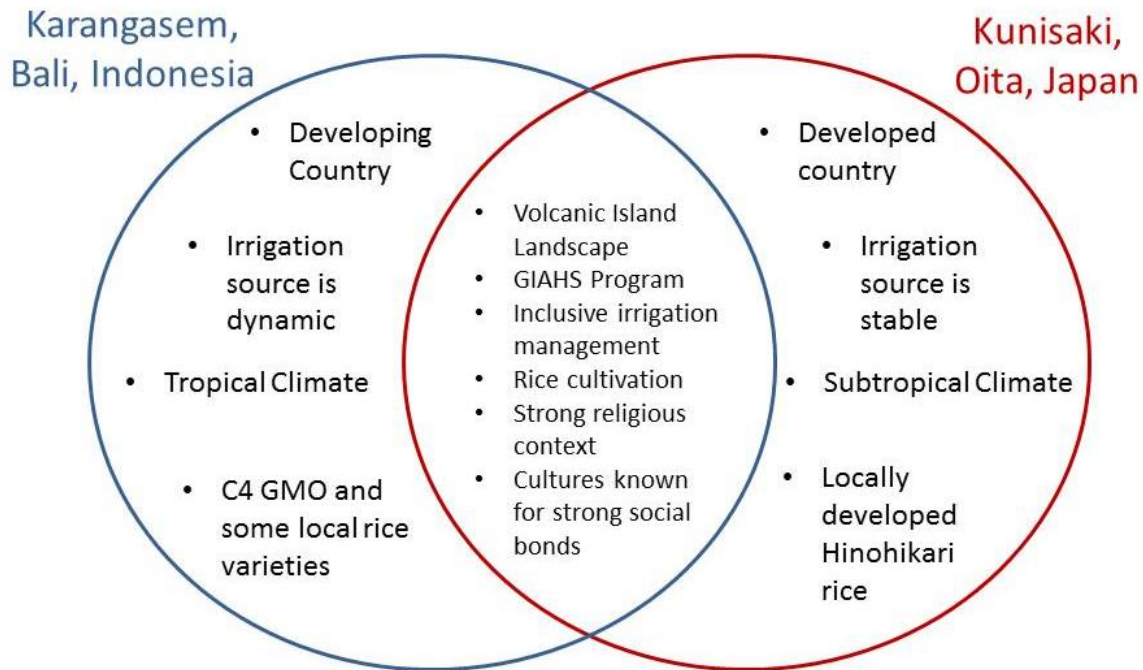 Karangasem,
Bali, Indonesia
• Developing
Country
• Irrigation
source is
dynamic
• Tropical Climate
• C4 GMO and
some local rice
varieties
• Volcanic Island
Landscape
• GIAHS Program
• Inclusive irrigation
management
• Rice cultivation
• Strong religious
context
• Cultures known
for strong social
bonds
Kunisaki,
Oita, Japan
• Developed
country
• Irrigation
source is
stable
• Subtropical Climate
• Locally
developed
Hinohikari
rice